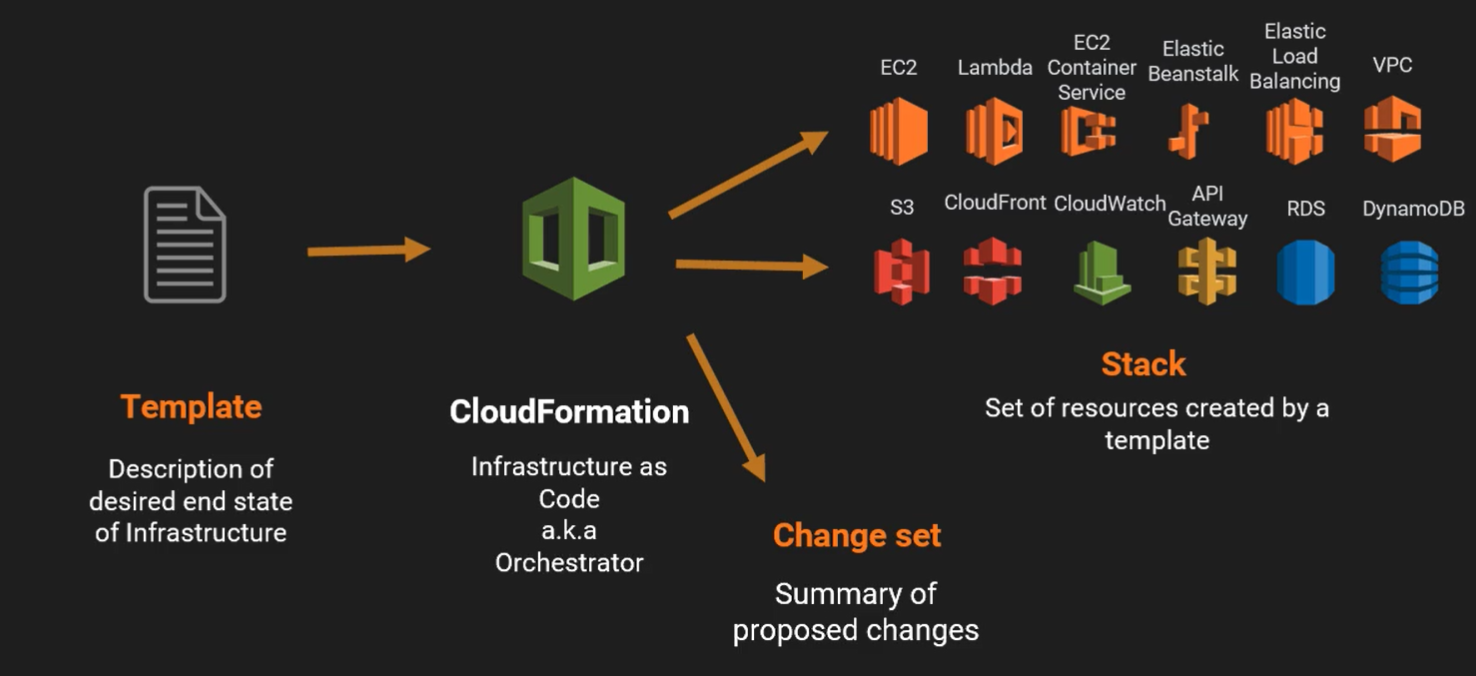 EC2
Lambda
EC2
Container
Service
Elastic
Beanstalk
Elastic
Load
Balancing
VPC
S3
CloudFront
CloudWatch
API
Gateway
RDS
DynamoDB
Stack
Set of resources created by a
template
Template
Description of
desired end state
of Infrastructure
CloudFormation
Infrastructure as
Code
a.k.a
Orchestrator
Change set
Summary of
proposed changes